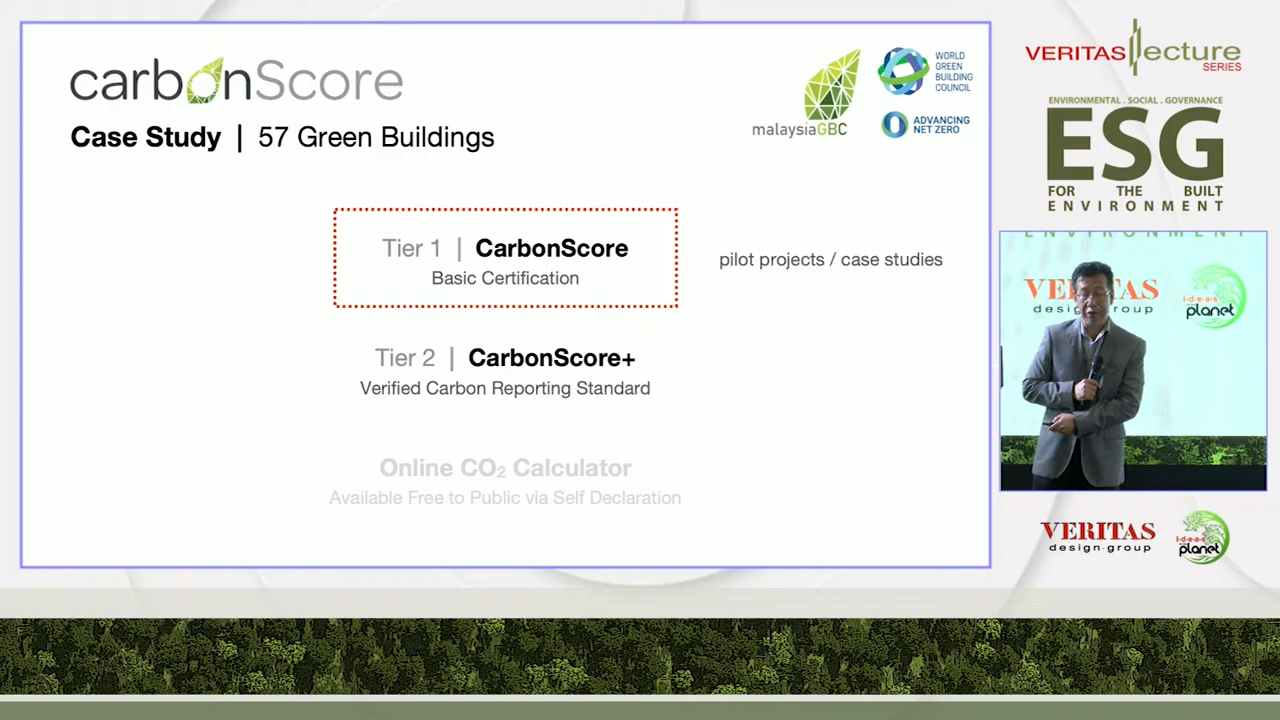 carbonScore
Case Study | 57 Green Buildings
malaysiaGBC
WORLD
GREEN
BUILDING
COUNCIL
ADVANCING
NET ZERO
Tier 1 | CarbonScore
Basic Certification
pilot projects / case studies
Tier 2 | CarbonScore+
Verified Carbon Reporting Standard
Online CO₂ Calculator
Available Free to Public via Self Declaration
VERITAS lecture
SERIES
ENVIRONMENTAL . SOCIAL . GOVERNANCE
ESG
FOR THE BUILT
ENVIRONMENT
ENVIRONMENT
VERITAS
design group
i-d-e-a-s
planet
VERITAS
design·group
i-d-e-a-s
planet